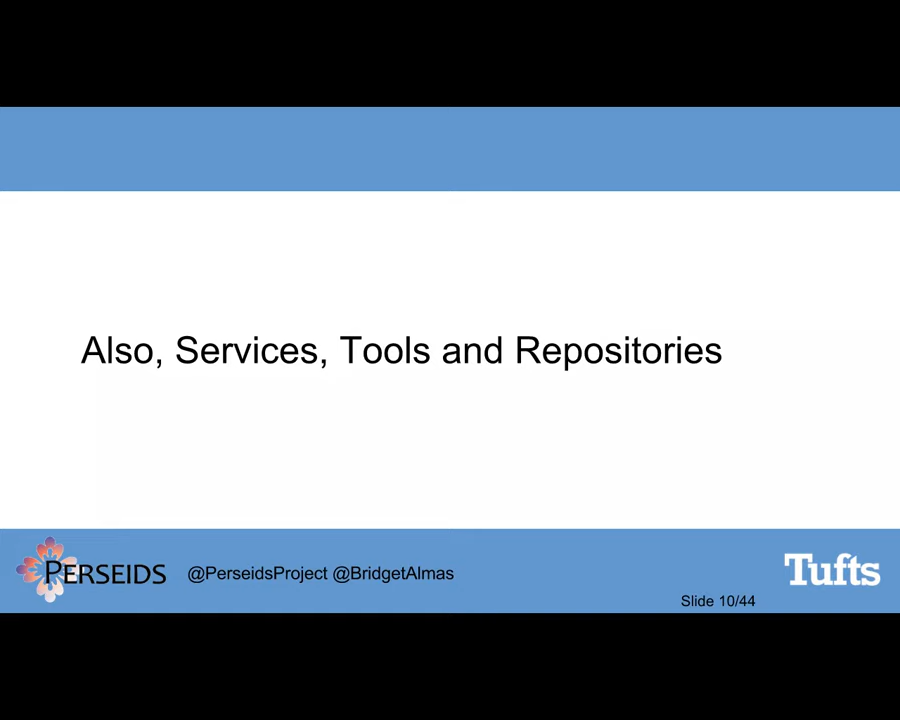 Also, Services, Tools and Repositories
PERSEIDS
@PerseidsProject @BridgetAlmas
Tufts
Slide 10/44